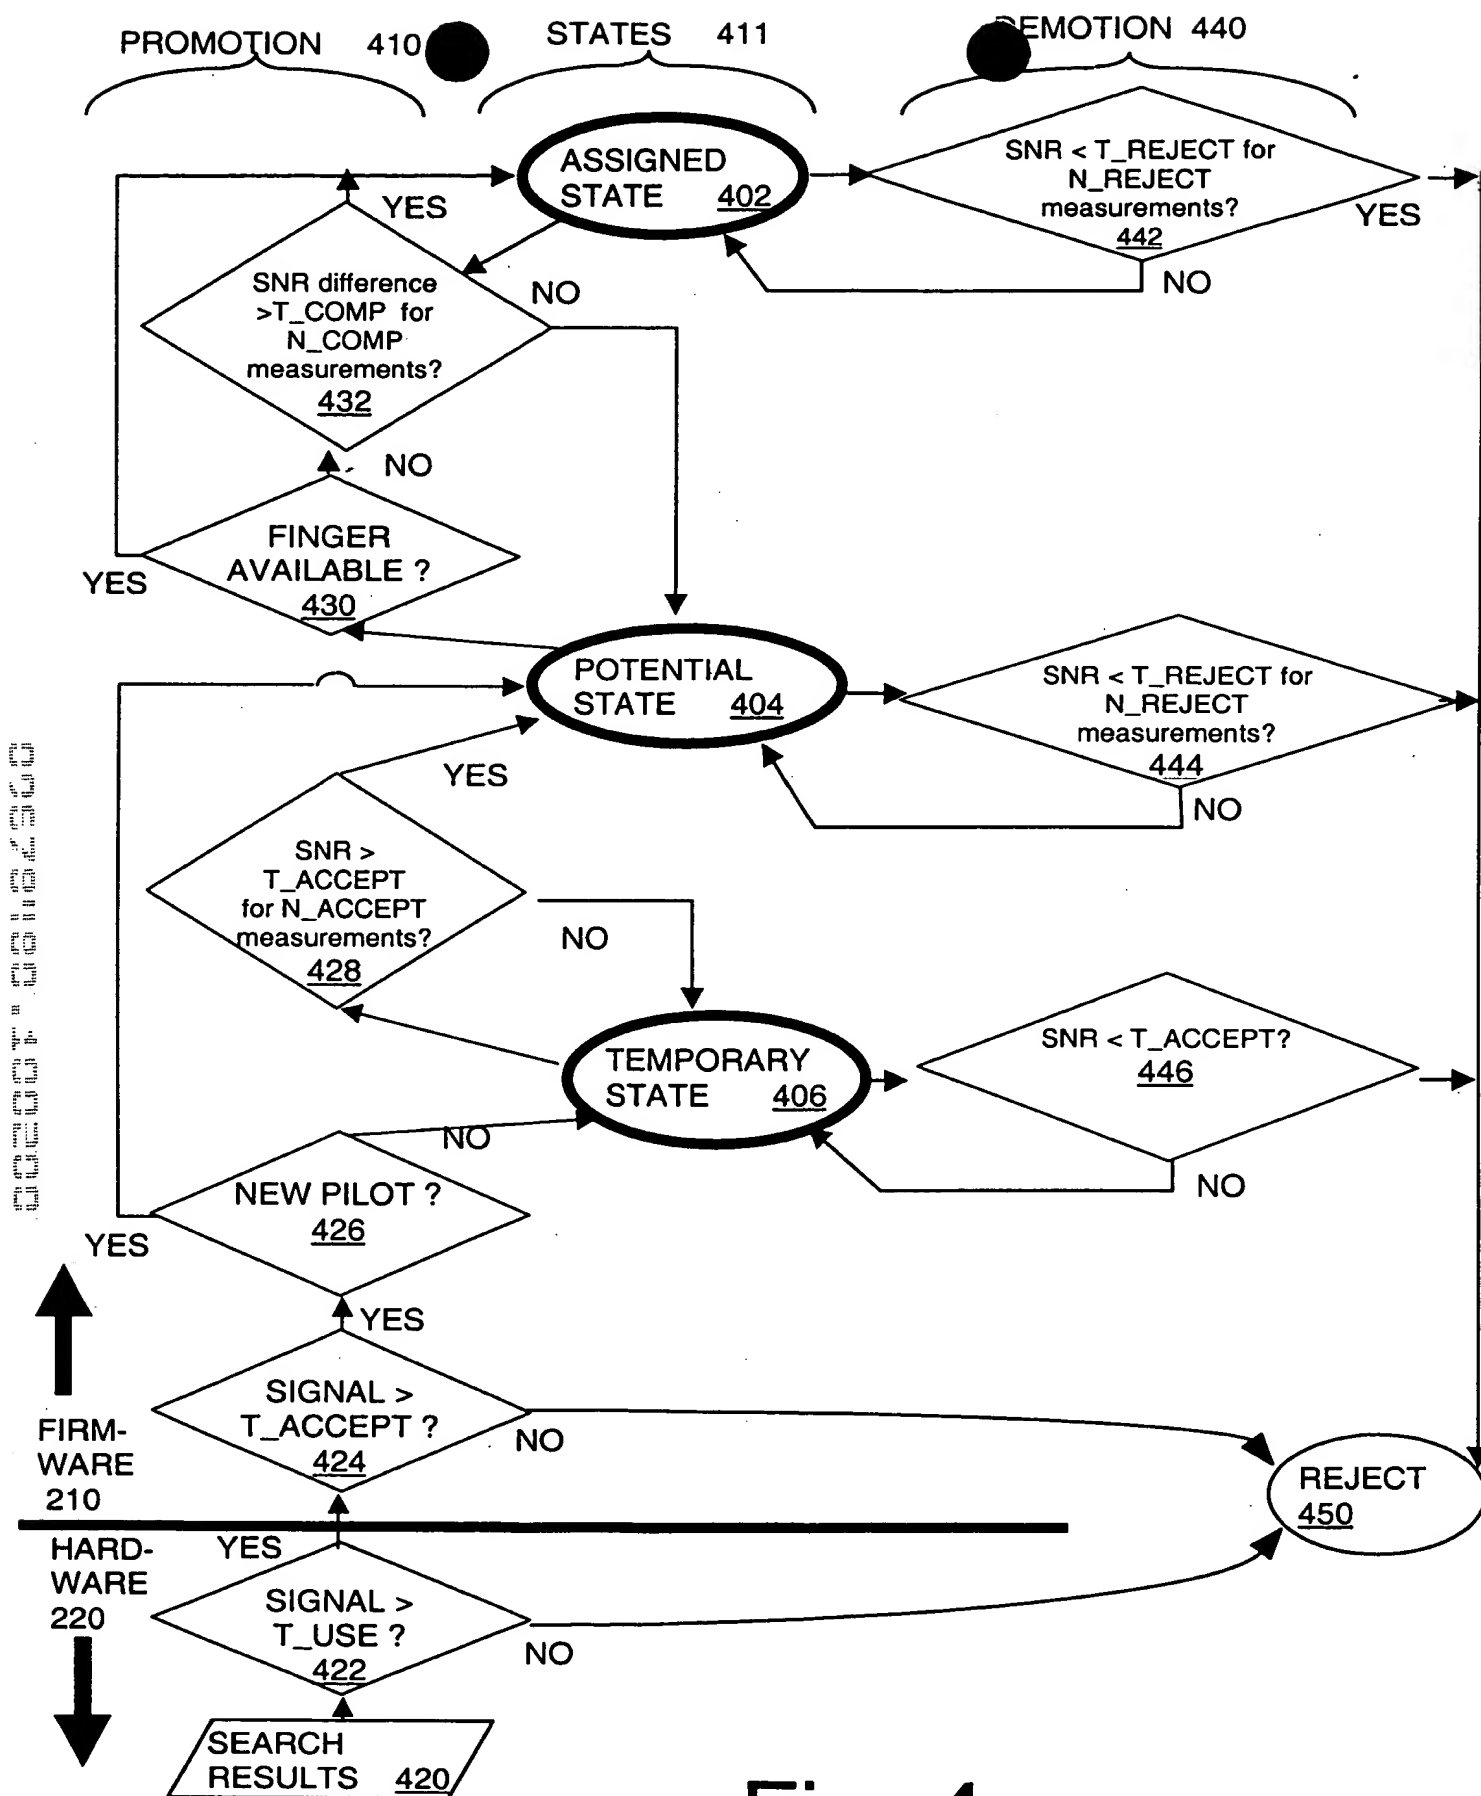 PROMOTION 410
STATES 411
EMOTION 440
ASSIGNED
STATE 402
SNR < T_REJECT for
N_REJECT
measurements?
442
YES
NO
YES
SNR difference
>T_COMP for
N_COMP
measurements?
432
NO
NO
FINGER
AVAILABLE ?
430
YES
POTENTIAL
STATE 404
SNR < T_REJECT for
N_REJECT
measurements?
444
NO
YES
SNR >
T_ACCEPT
for N_ACCEPT
measurements?
428
NO
TEMPORARY
STATE 406
SNR < T_ACCEPT?
446
NO
NO
NEW PILOT ?
426
YES
YES
SIGNAL >
T_ACCEPT ?
424
NO
FIRM-
WARE
210
REJECT
450
HARD-
WARE
220
YES
SIGNAL >
T_USE ?
422
NO
SEARCH
RESULTS 420